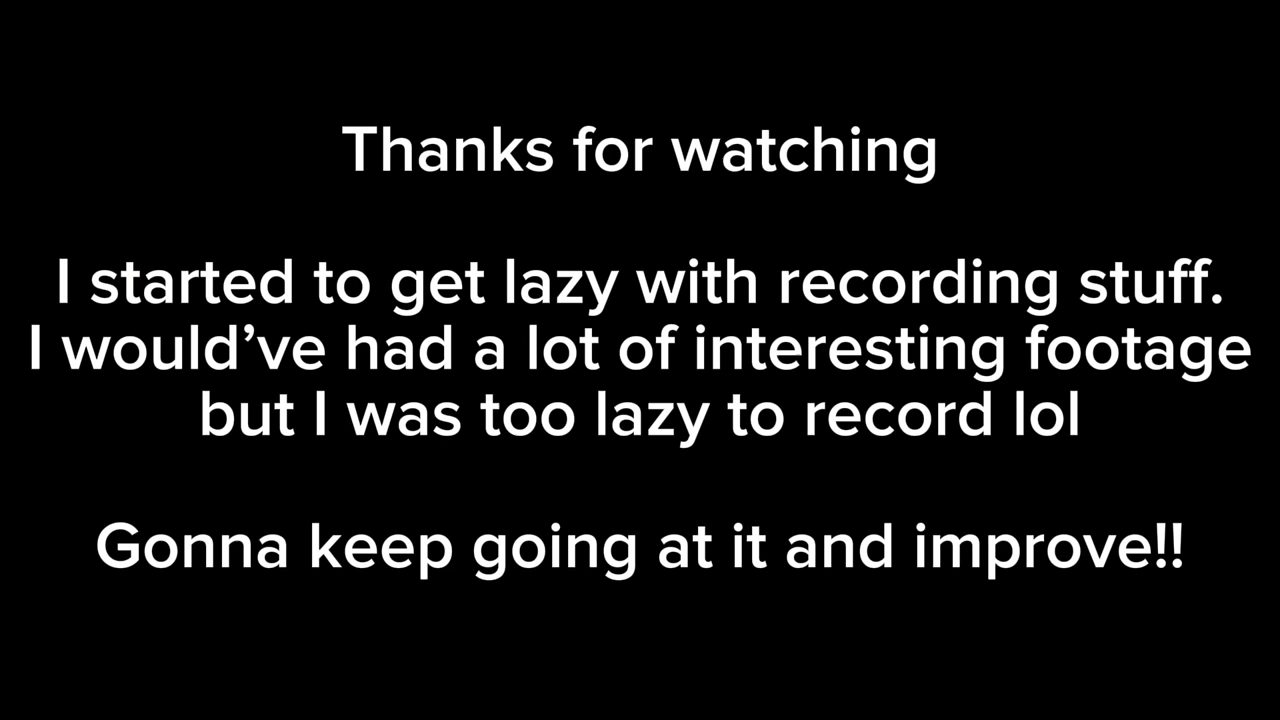 Thanks for watching
I started to get lazy with recording stuff.
I would’ve had a lot of interesting footage
but I was too lazy to record lol
Gonna keep going at it and improve!!